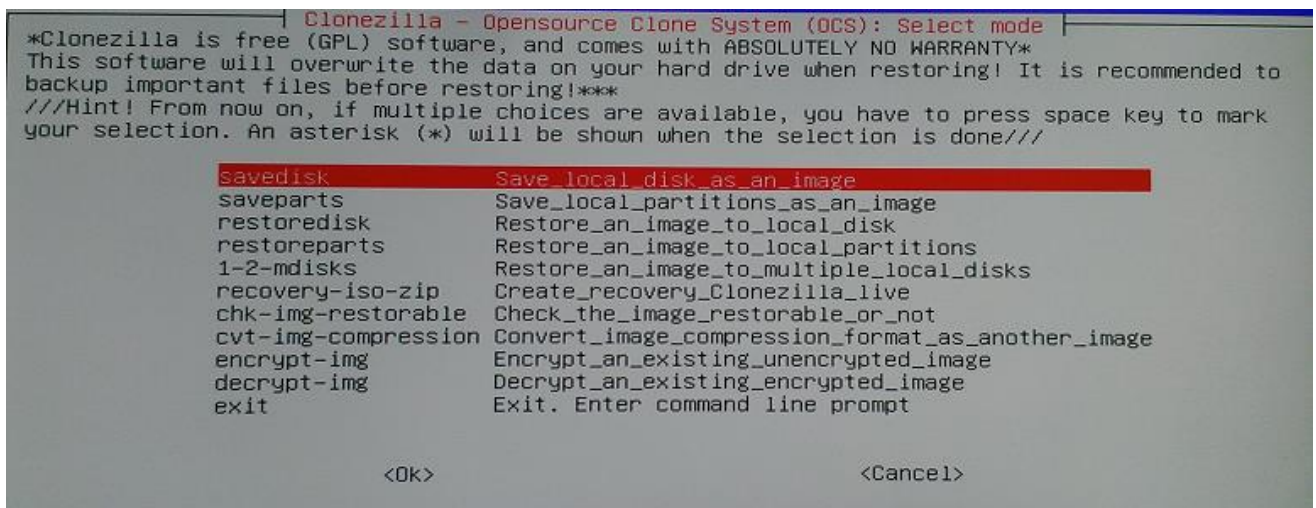 Clonezilla - Opensource Clone System (OCS): Select mode
*Clonezilla is free (GPL) software, and comes with ABSOLUTELY NO WARRANTY*
This software will overwrite the data on your hard drive when restoring! It is recommended to
backup important files before restoring!***
///Hint! From now on, if multiple choices are available, you have to press space key to mark
your selection. An asterisk (*) will be shown when the selection is done///
savedisk Save_local_disk_as_an_image
saveparts Save_local_partitions_as_an_image
restoredisk Restore_an_image_to_local_disk
restoreparts Restore_an_image_to_local_partitions
1-2-mdisks Restore_an_image_to_multiple_local_disks
recovery-iso-zip Create_recovery_Clonezilla_live
chk-img-restorable Check_the_image_restorable_or_not
cvt-img-compression Convert_image_compression_format_as_another_image
encrypt-img Encrypt_an_existing_unencrypted_image
decrypt-img Decrypt_an_existing_encrypted_image
exit Exit. Enter command line prompt
<Ok> <Cancel>